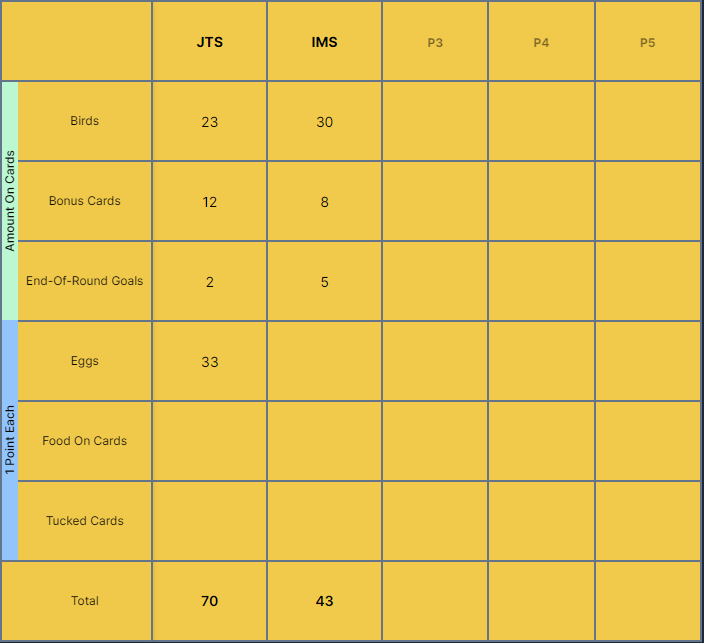 JTS IMS P3 P4 P5
Amount On Cards
Birds 23 30
Bonus Cards 12 8
End-Of-Round Goals 2 5
1 Point Each
Eggs 33
Food On Cards
Tucked Cards
Total 70 43